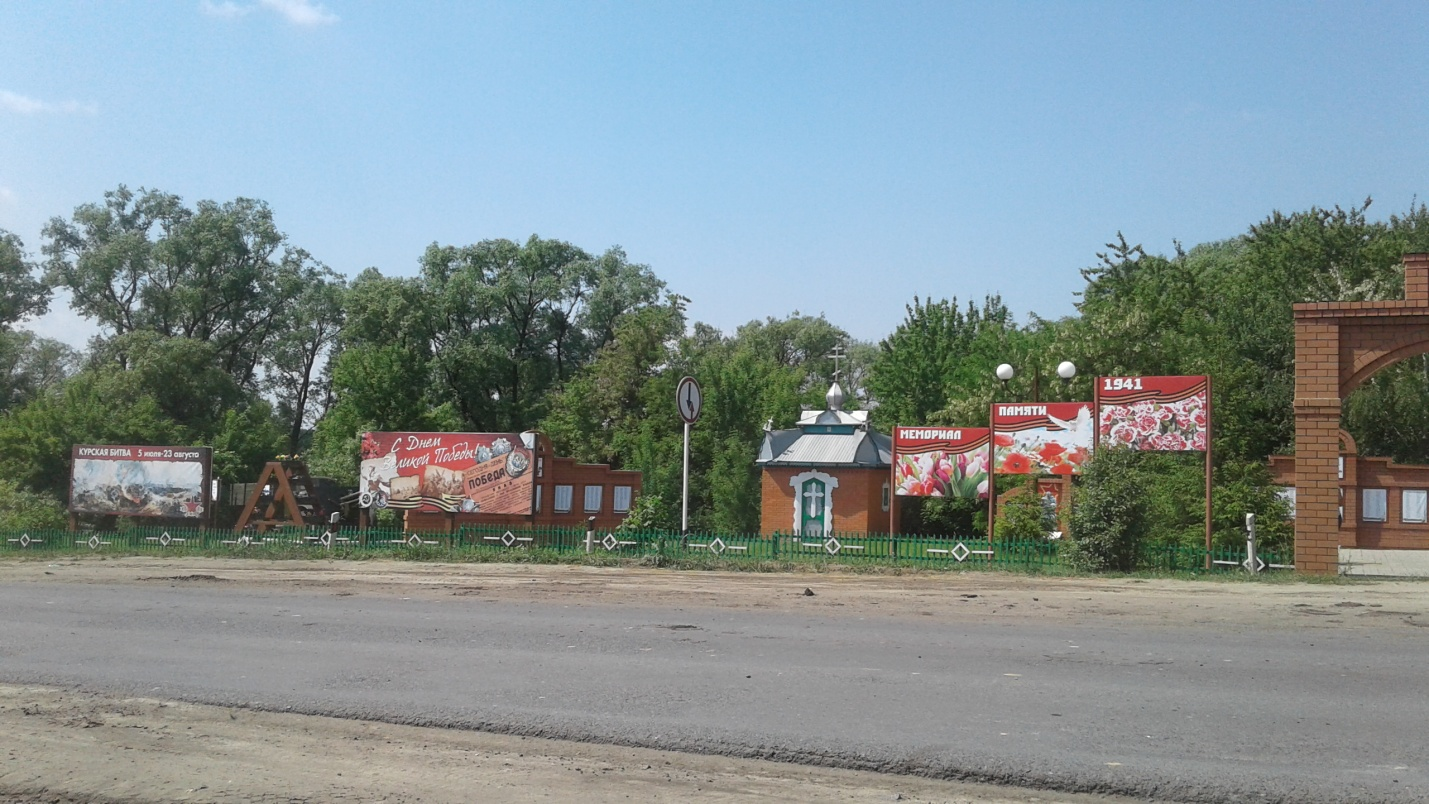 КУРСКАЯ БИТВА 5 июля-23 августа
С Днем
Великой Победы!
ПОБЕДА
МЕМОРИАЛ
ПАМЯТИ
1941